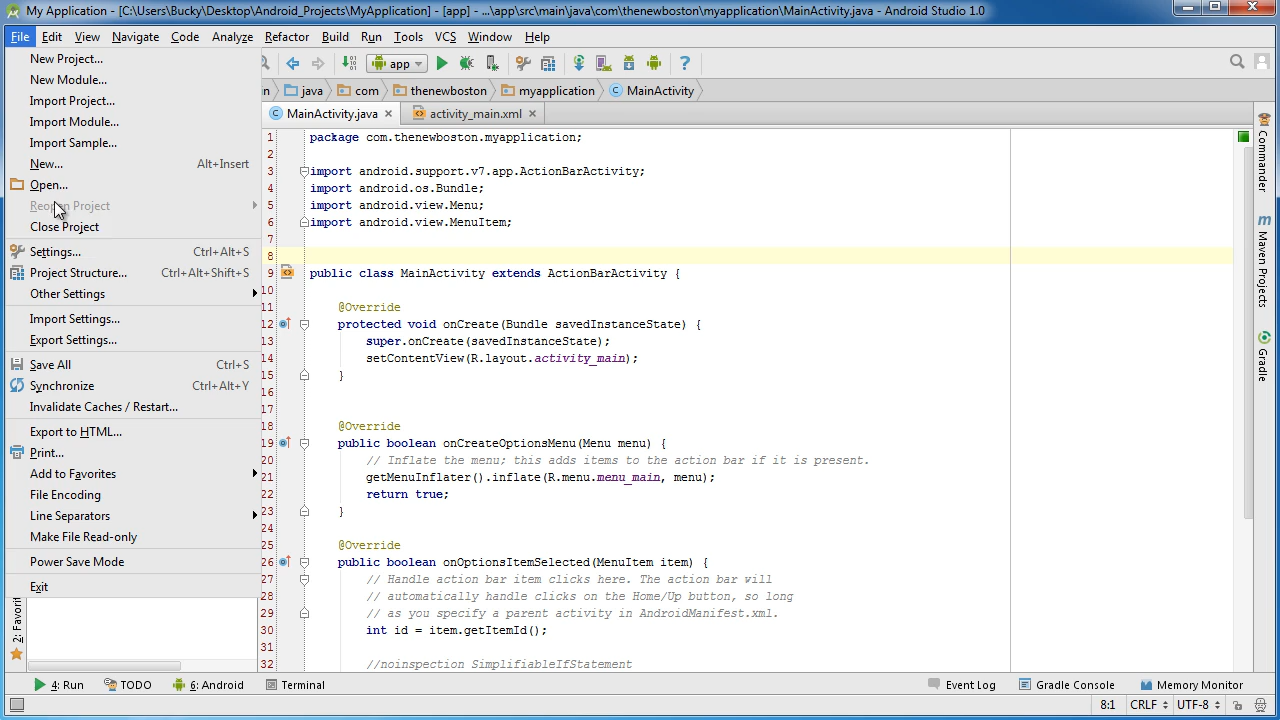 My Application - [C:\Users\Bucky\Desktop\Android_Projects\MyApplication] - [app] - ...\app\src\main\java\com\thenewboston\myapplication\MainActivity.java - Android Studio 1.0
File Edit View Navigate Code Analyze Refactor Build Run Tools VCS Window Help
New Project...
New Module...
Import Project...
Import Module...
Import Sample...
New... Alt+Insert
Open...
Reopen Project
Close Project
Settings... Ctrl+Alt+S
Project Structure... Ctrl+Alt+Shift+S
Other Settings
Import Settings...
Export Settings...
Save All Ctrl+S
Synchronize Ctrl+Alt+Y
Invalidate Caches / Restart...
Export to HTML...
Print...
Add to Favorites
File Encoding
Line Separators
Make File Read-only
Power Save Mode
Exit
app
n java com thenewboston myapplication MainActivity
MainActivity.java activity_main.xml
1 package com.thenewboston.myapplication;
2
3 import android.support.v7.app.ActionBarActivity;
4 import android.os.Bundle;
5 import android.view.Menu;
6 import android.view.MenuItem;
7
8
9 public class MainActivity extends ActionBarActivity {
10
11 @Override
12 protected void onCreate(Bundle savedInstanceState) {
13 super.onCreate(savedInstanceState);
14 setContentView(R.layout.activity_main);
15 }
16
17
18 @Override
19 public boolean onCreateOptionsMenu(Menu menu) {
20 // Inflate the menu; this adds items to the action bar if it is present.
21 getMenuInflater().inflate(R.menu.menu_main, menu);
22 return true;
23 }
24
25 @Override
26 public boolean onOptionsItemSelected(MenuItem item) {
27 // Handle action bar item clicks here. The action bar will
28 // automatically handle clicks on the Home/Up button, so long
29 // as you specify a parent activity in AndroidManifest.xml.
30 int id = item.getItemId();
31
32 //noinspection SimplifiableIfStatement
Commander
Maven Projects
Gradle
2: Favorit
4: Run TODO 6: Android Terminal Event Log Gradle Console Memory Monitor
8:1 CRLF UTF-8